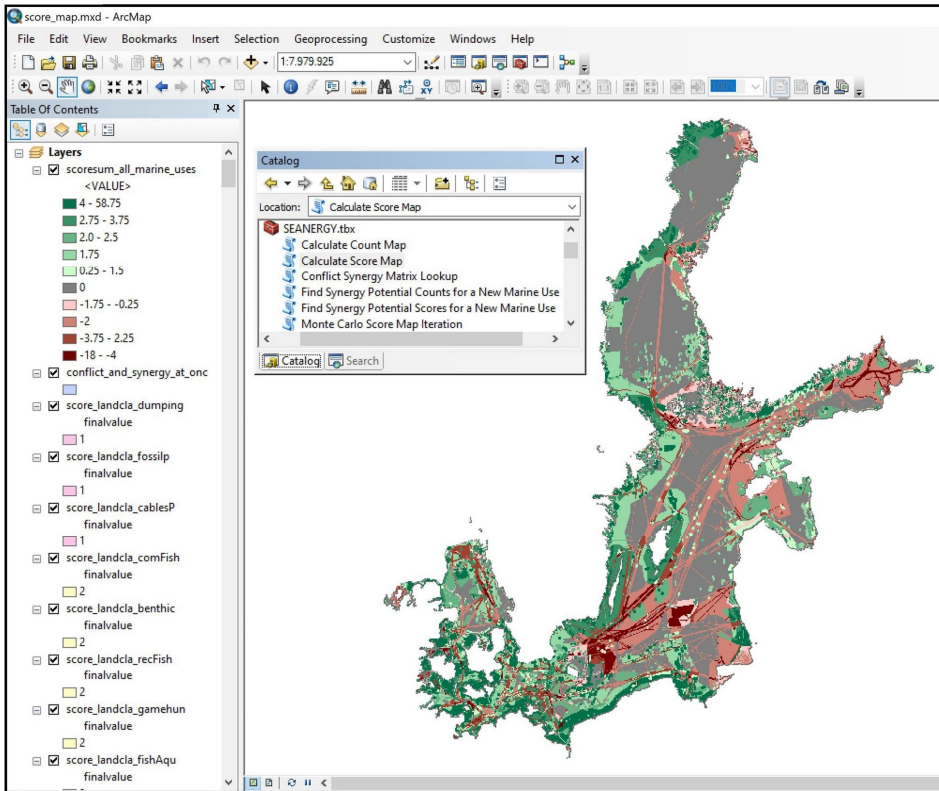 score_map.mxd - ArcMap
File Edit View Bookmarks Insert Selection Geoprocessing Customize Windows Help
1:7.979.925
Table Of Contents
Layers
scoresum_all_marine_uses
<VALUE>
4 - 58.75
2.75 - 3.75
2.0 - 2.5
1.75
0.25 - 1.5
0
-1.75 - -0.25
-2
-3.75 - 2.25
-18 - -4
conflict_and_synergy_at_onc
score_landcla_dumping
finalvalue
1
score_landcla_fossilp
finalvalue
1
score_landcla_cablesP
finalvalue
1
score_landcla_comFish
finalvalue
2
score_landcla_benthic
finalvalue
2
score_landcla_recFish
finalvalue
2
score_landcla_gamehun
finalvalue
2
score_landcla_fishAqu
finalvalue
Catalog
Location: Calculate Score Map
SEANERGY.tbx
Calculate Count Map
Calculate Score Map
Conflict Synergy Matrix Lookup
Find Synergy Potential Counts for a New Marine Use
Find Synergy Potential Scores for a New Marine Use
Monte Carlo Score Map Iteration
Catalog Search